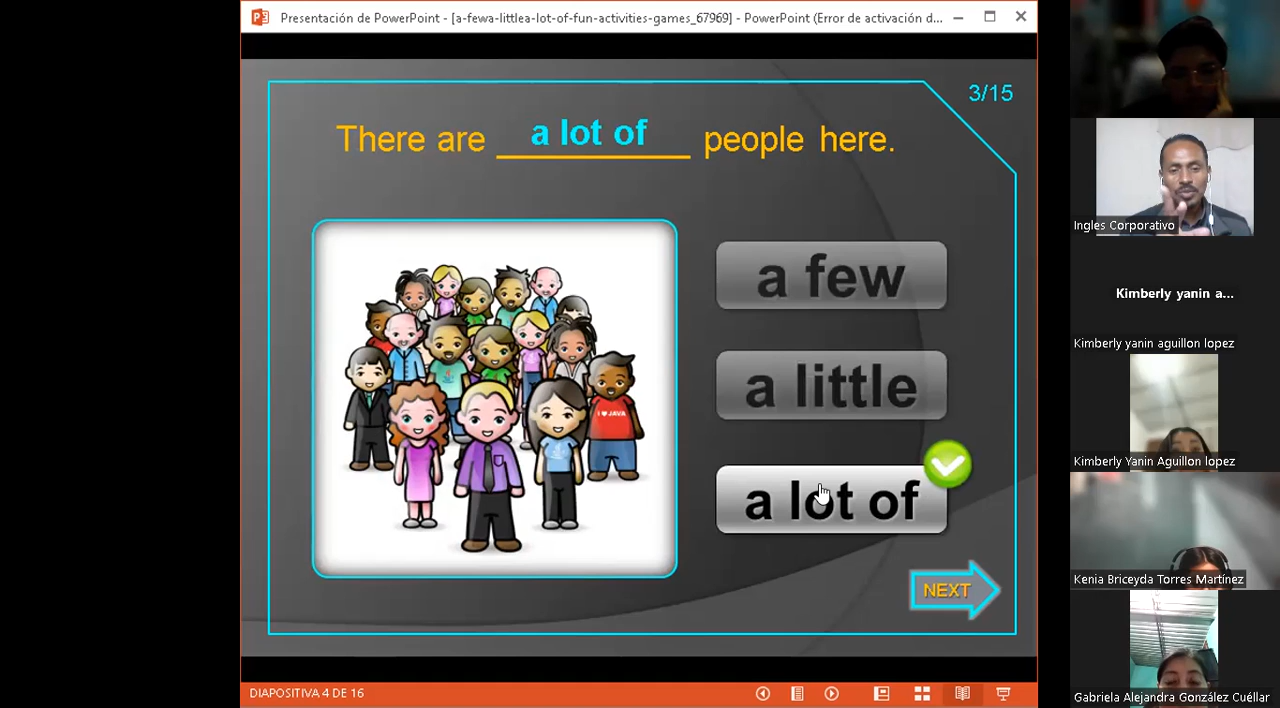 Presentación de PowerPoint - [a-fewa-littlea-lot-of-fun-activities-games_67969] - PowerPoint (Error de activación d...
3/15
There are a lot of people here.
a few
a little
a lot of
I ♥ JAVA
NEXT
DIAPOSITIVA 4 DE 16
Ingles Corporativo
Kimberly yanin a...
Kimberly yanin aguillon lopez
Kimberly Yanin Aguillon lopez
Kenia Briceyda Torres Martínez
Gabriela Alejandra González Cuéllar